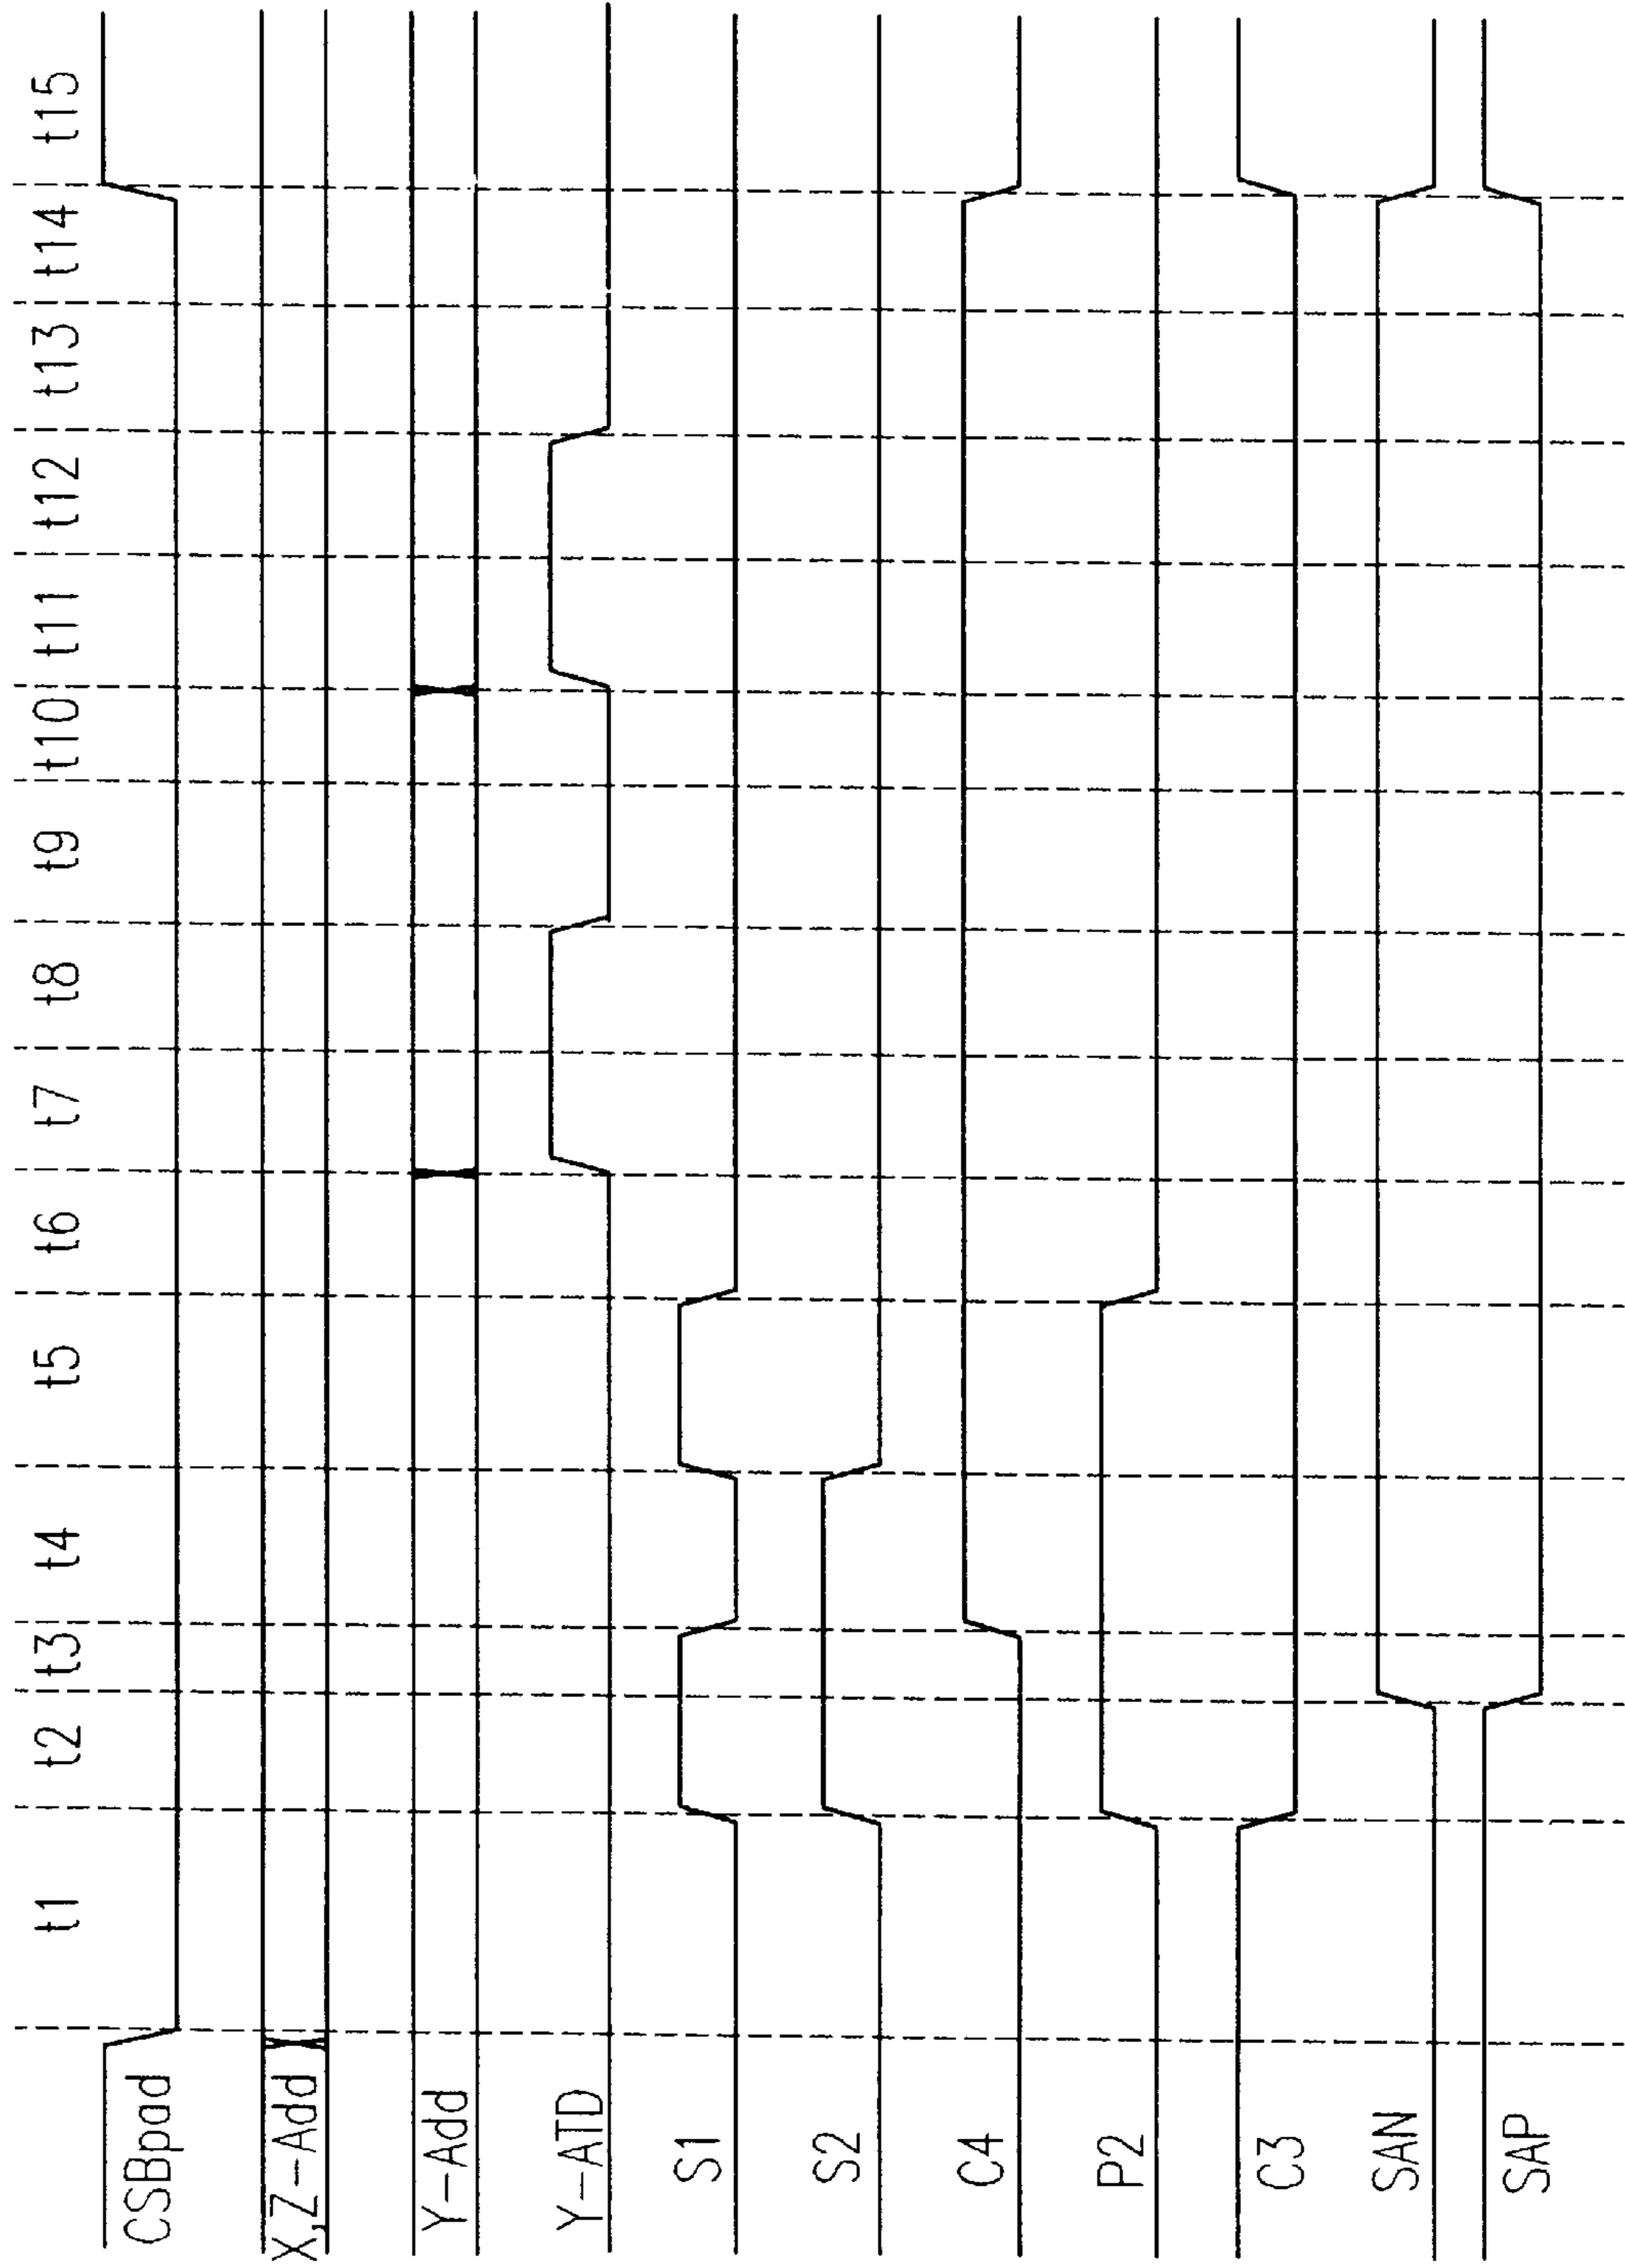 t1 t2 t3 t4 t5 t6 t7 t8 t9 t10 t11 t12 t13 t14 t15
CSBpad
X,Z-Add
Y-Add
Y-ATD
S1
S2
C4
P2
C3
SAN
SAP